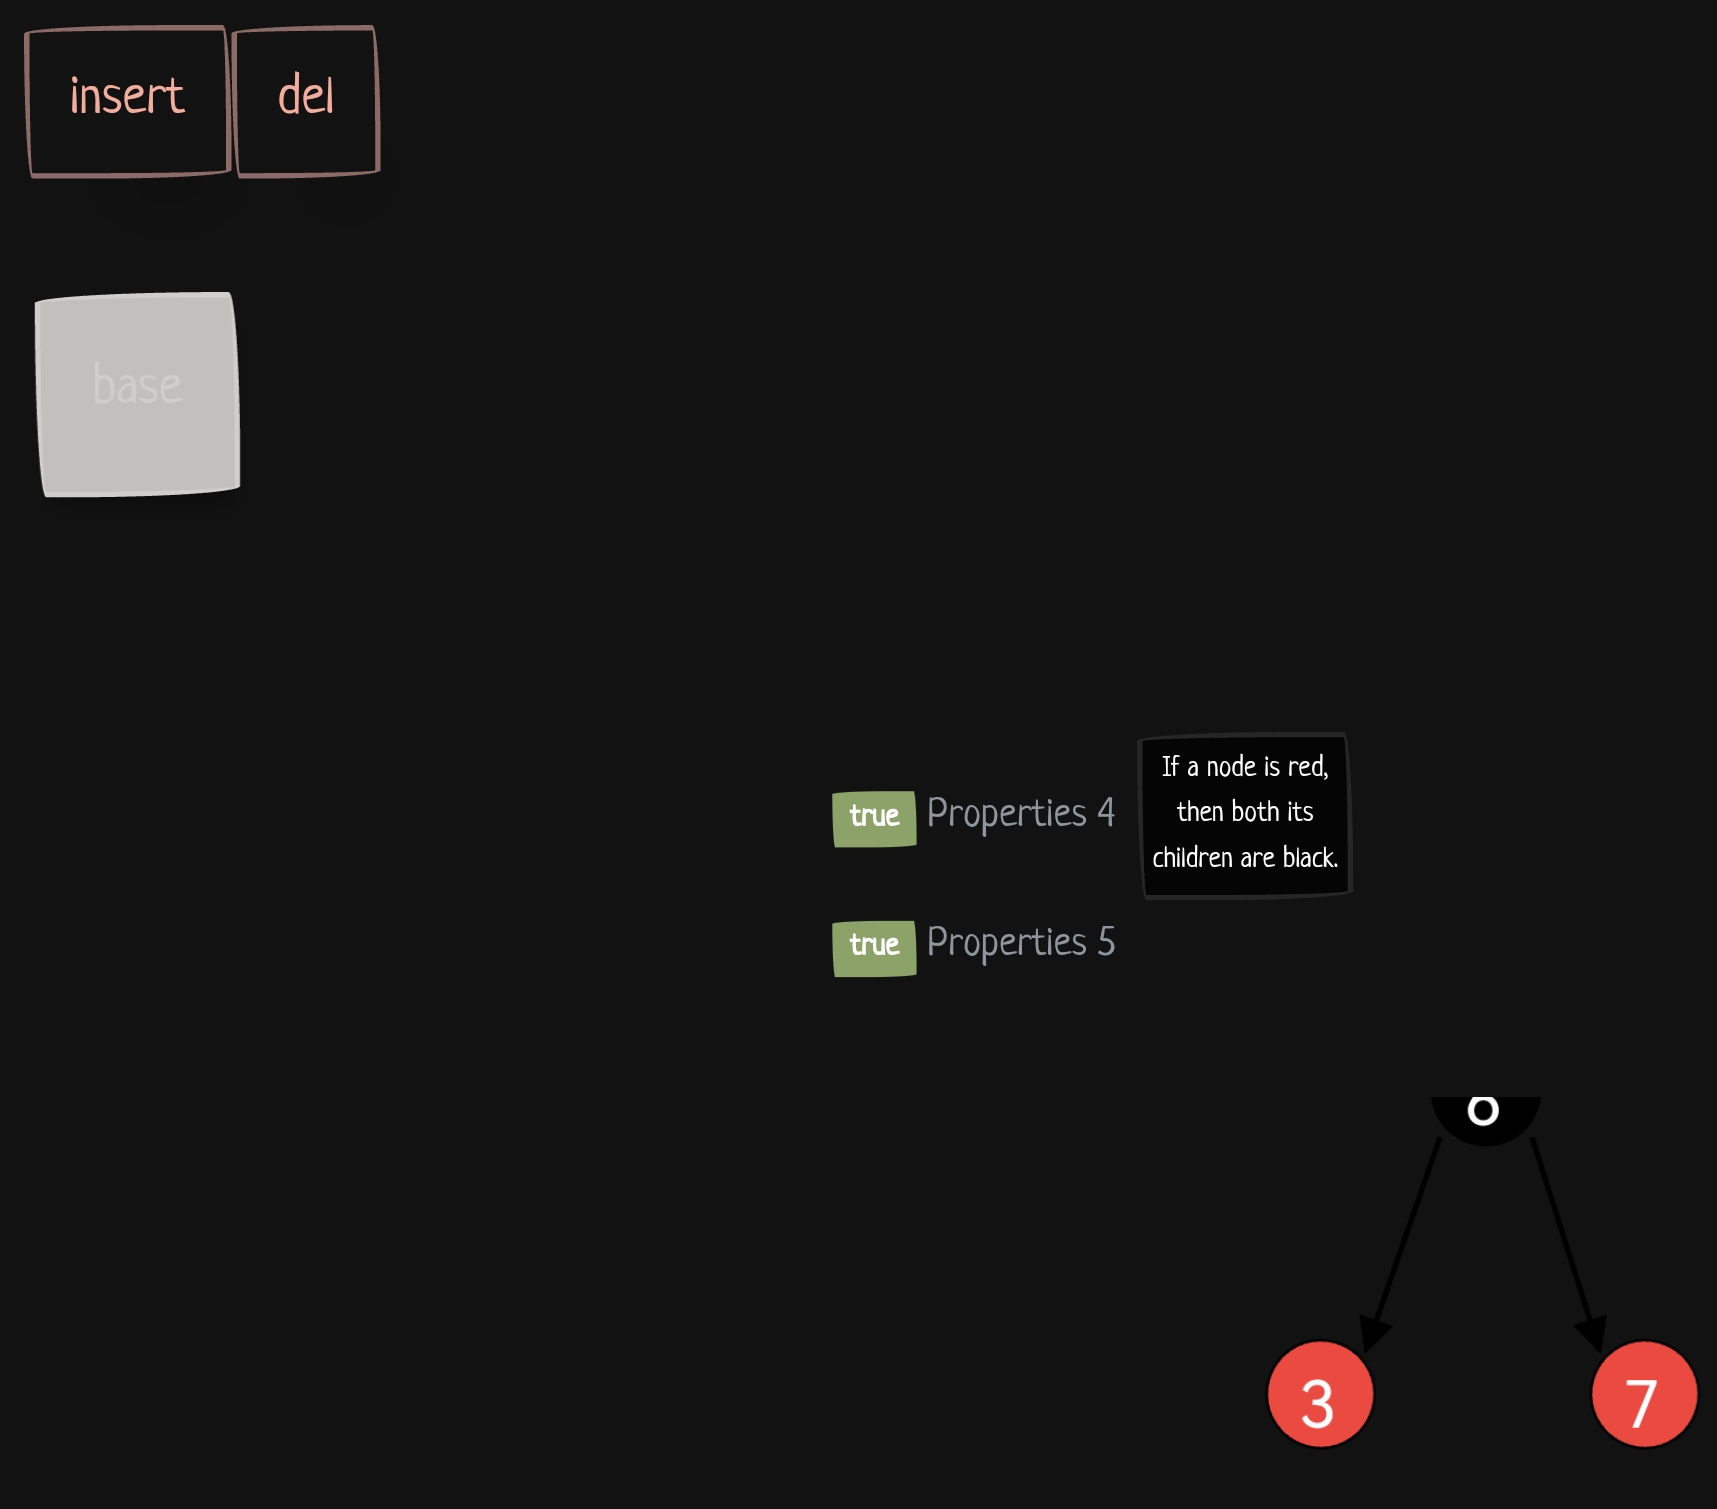 insert del
base
true Properties 4
If a node is red,
then both its
children are black.
true Properties 5
3 7